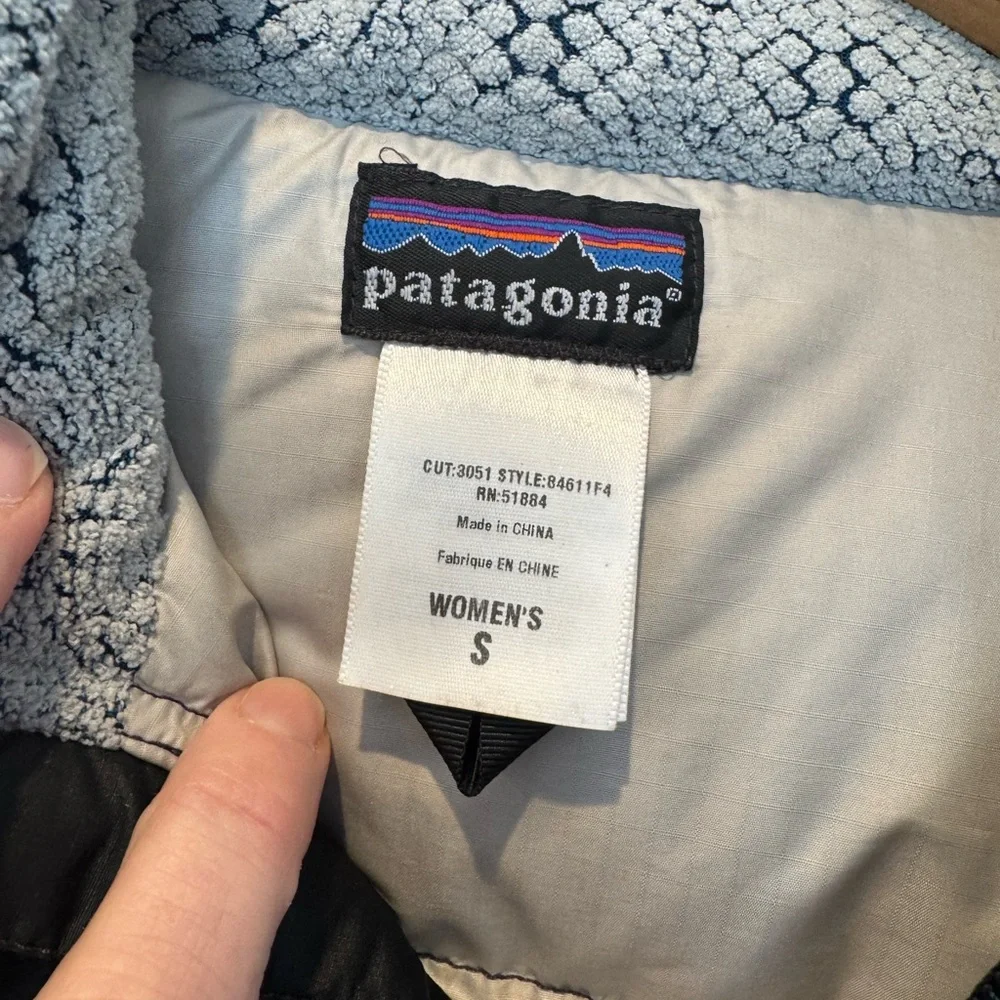 patagonia®
CUT:3051 STYLE:84611F4
RN:51884
Made in CHINA
Fabrique EN CHINE
WOMEN'S
S